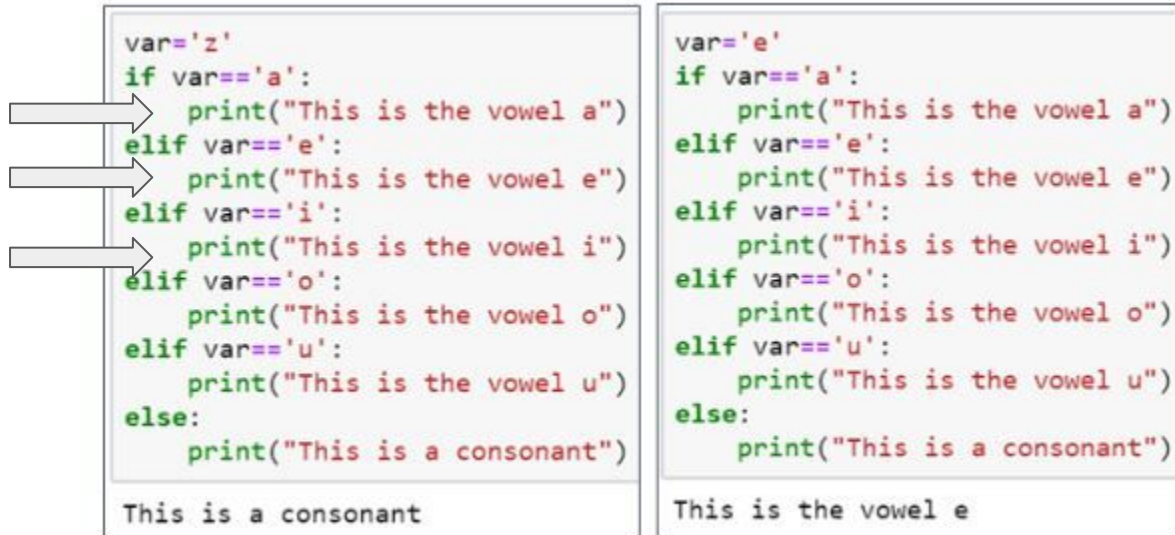 var='z'
if var=='a':
    print("This is the vowel a")
elif var=='e':
    print("This is the vowel e")
elif var=='i':
    print("This is the vowel i")
elif var=='o':
    print("This is the vowel o")
elif var=='u':
    print("This is the vowel u")
else:
    print("This is a consonant")
This is a consonant
var='e'
if var=='a':
    print("This is the vowel a")
elif var=='e':
    print("This is the vowel e")
elif var=='i':
    print("This is the vowel i")
elif var=='o':
    print("This is the vowel o")
elif var=='u':
    print("This is the vowel u")
else:
    print("This is a consonant")
This is the vowel e